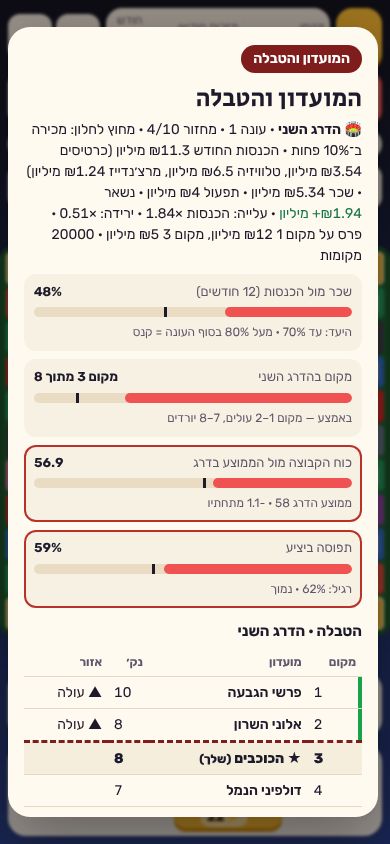 חודש
המועדון והטבלה
המועדון והטבלה
🏟️ הדרג השני • עונה 1 • מחזור 4/10 • מחוץ לחלון: מכירה
ב־10% פחות • הכנסות החודש ₪11.3 מיליון (כרטיסים
₪3.54 מיליון, טלוויזיה ₪6.5 מיליון, מרצ'נדייז ₪1.24 מיליון)
• שכר ₪5.34 מיליון • תפעול ₪4 מיליון • נשאר
+₪1.94 מיליון • עלייה: הכנסות ×1.84 • ירידה: ×0.51 •
פרס על מקום 1 ₪12 מיליון, מקום 3 ₪5 מיליון • 20000
מקומות
שכר מול הכנסות (12 חודשים) 48%
היעד: עד 70% • מעל 80% בסוף העונה = קנס
מקום בהדרג השני מקום 3 מתוך 8
באמצע — מקום 1–2 עולים, 7–8 יורדים
כוח הקבוצה מול הממוצע בדרג 56.9
ממוצע הדרג 58 • -1.1 מתחתיו
תפוסה ביציע 59%
רגיל: 62% • נמוך
הטבלה • הדרג השני
מקום מועדון נק׳ אזור
1 פרשי הגבעה 10 ▲ עולה
2 אלוני השרון 8 ▲ עולה
3 ★ הכוכבים (שלך) 8
4 דולפיני הנמל 7